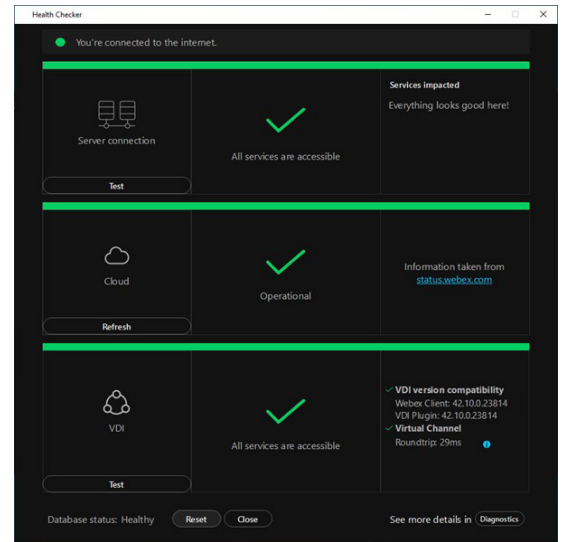 Health Checker
You're connected to the internet.
Server connection
Test
All services are accessible
Services impacted
Everything looks good here!
Cloud
Refresh
Operational
Information taken from
status.webex.com
VDI
Test
All services are accessible
VDI version compatibility
Webex Client: 42.10.0.23814
VDI Plugin: 42.10.0.23814
Virtual Channel
Roundtrip: 29ms
Database status: Healthy
Reset
Close
See more details in
Diagnostics